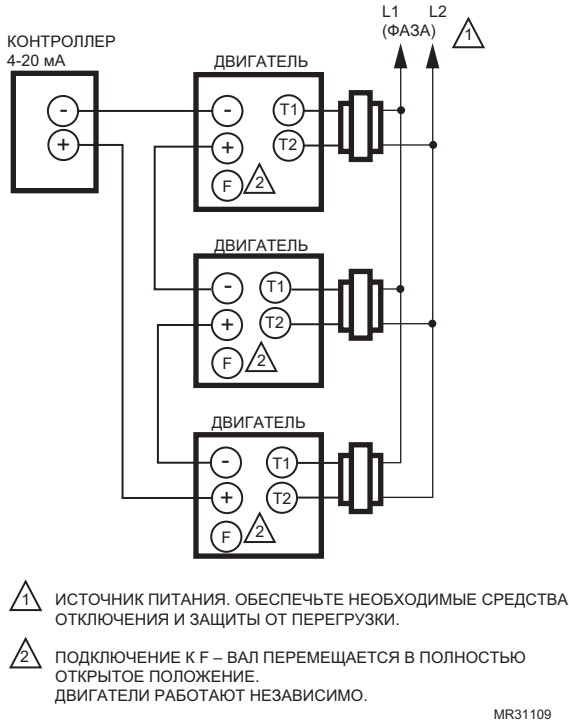 L1 L2
(ФАЗА)
1
КОНТРОЛЛЕР
4-20 мА
ДВИГАТЕЛЬ
- - T1
+ + T2
F 2
ДВИГАТЕЛЬ
- T1
+ T2
F 2
ДВИГАТЕЛЬ
- T1
+ T2
F 2
1 ИСТОЧНИК ПИТАНИЯ. ОБЕСПЕЧЬТЕ НЕОБХОДИМЫЕ СРЕДСТВА
ОТКЛЮЧЕНИЯ И ЗАЩИТЫ ОТ ПЕРЕГРУЗКИ.
2 ПОДКЛЮЧЕНИЕ К F – ВАЛ ПЕРЕМЕЩАЕТСЯ В ПОЛНОСТЬЮ
ОТКРЫТОЕ ПОЛОЖЕНИЕ.
ДВИГАТЕЛИ РАБОТАЮТ НЕЗАВИСИМО.
MR31109